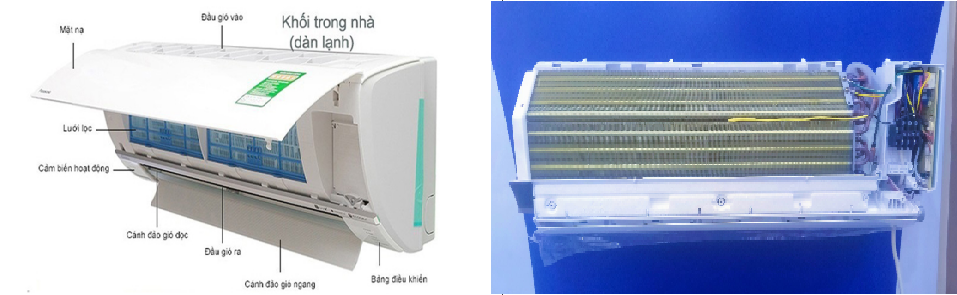 Đầu gió vào
Khối trong nhà
(dàn lạnh)
Mặt nạ
Lưới lọc
Cảm biến hoạt động
Cánh đảo gió dọc
Đầu gió ra
Cánh đảo gió ngang
Bảng điều khiển